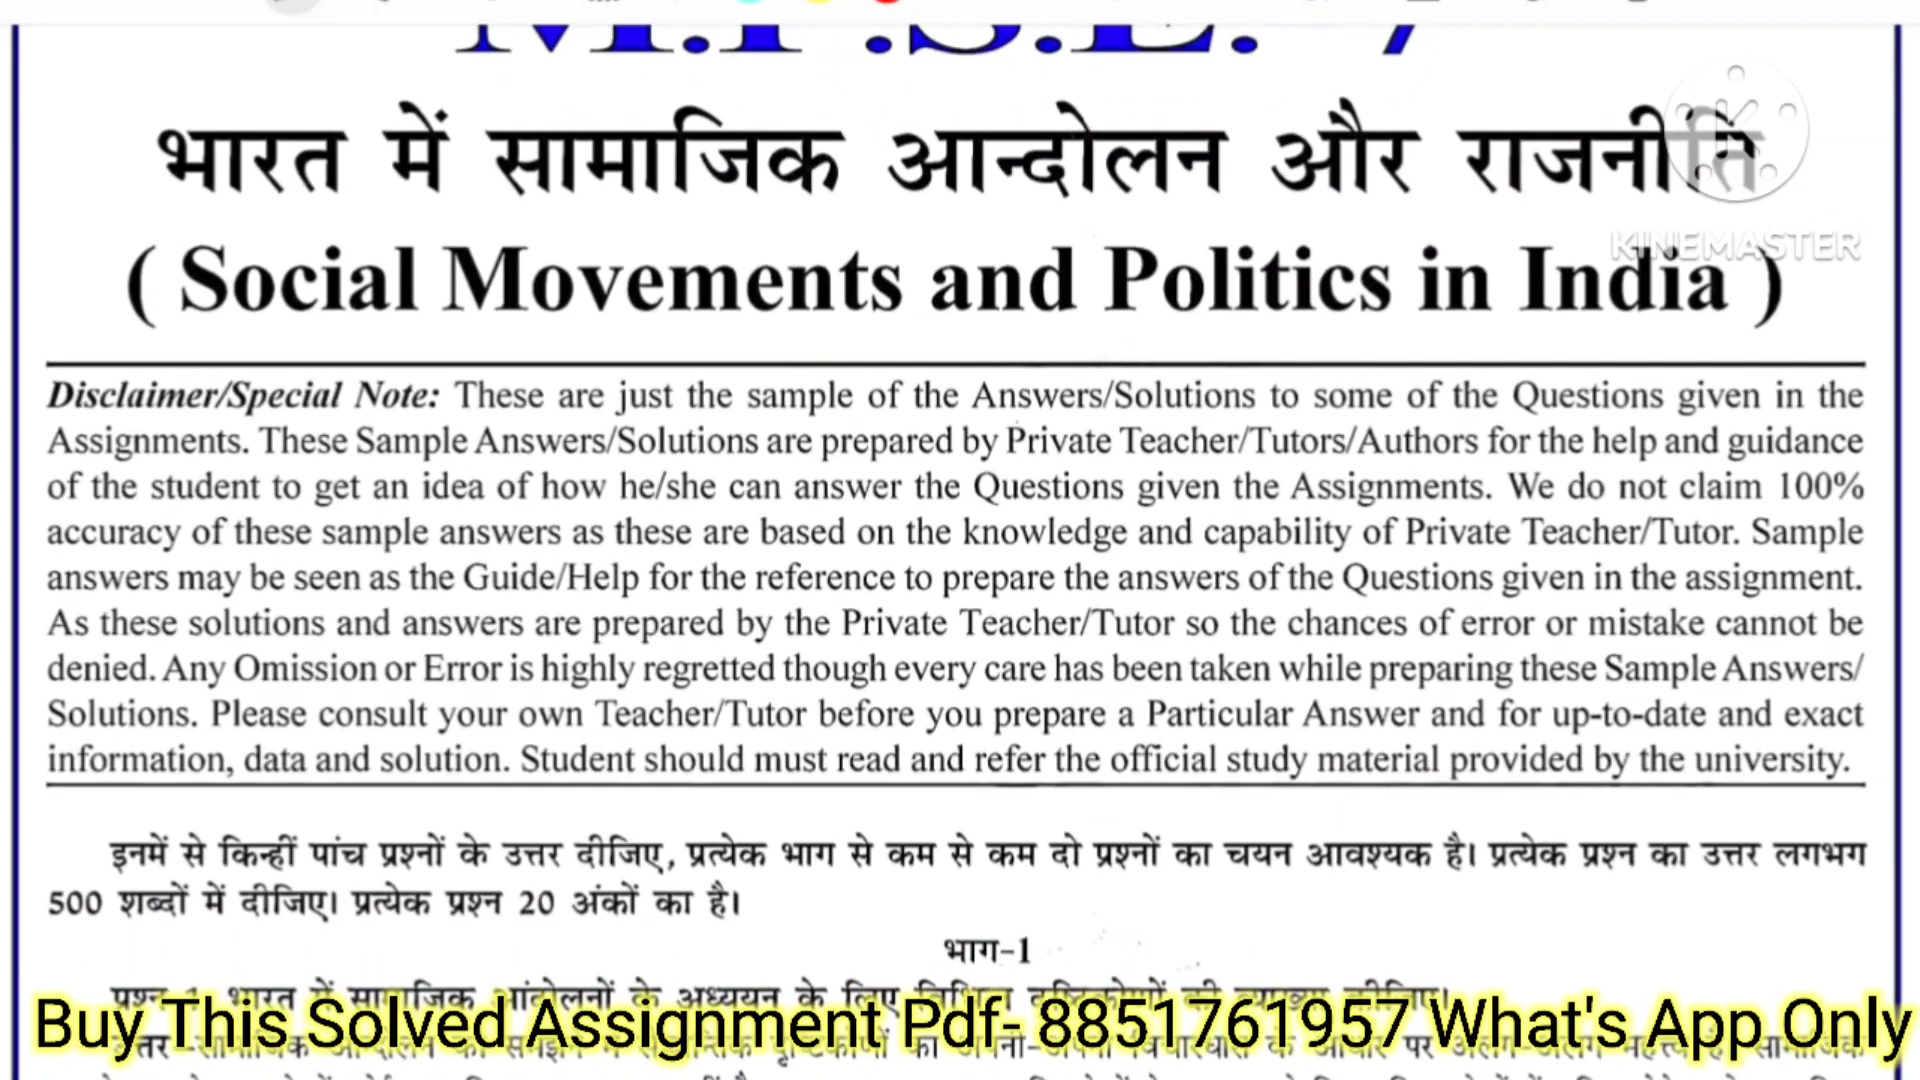 M.P.S.E. - 7
भारत में सामाजिक आन्दोलन और राजनीति
KINEMASTER
( Social Movements and Politics in India )
Disclaimer/Special Note: These are just the sample of the Answers/Solutions to some of the Questions given in the
Assignments. These Sample Answers/Solutions are prepared by Private Teacher/Tutors/Authors for the help and guidance
of the student to get an idea of how he/she can answer the Questions given the Assignments. We do not claim 100%
accuracy of these sample answers as these are based on the knowledge and capability of Private Teacher/Tutor. Sample
answers may be seen as the Guide/Help for the reference to prepare the answers of the Questions given in the assignment.
As these solutions and answers are prepared by the Private Teacher/Tutor so the chances of error or mistake cannot be
denied. Any Omission or Error is highly regretted though every care has been taken while preparing these Sample Answers/
Solutions. Please consult your own Teacher/Tutor before you prepare a Particular Answer and for up-to-date and exact
information, data and solution. Student should must read and refer the official study material provided by the university.
इनमें से किन्हीं पांच प्रश्नों के उत्तर दीजिए, प्रत्येक भाग से कम से कम दो प्रश्नों का चयन आवश्यक है। प्रत्येक प्रश्न का उत्तर लगभग
500 शब्दों में दीजिए। प्रत्येक प्रश्न 20 अंकों का है।
भाग-1
प्रश्न 1. भारत में सामाजिक आंदोलनों के अध्ययन के लिए विभिन्न दृष्टिकोणों की व्याख्या कीजिए।
Buy This Solved Assignment Pdf- 8851761957 What's App Only